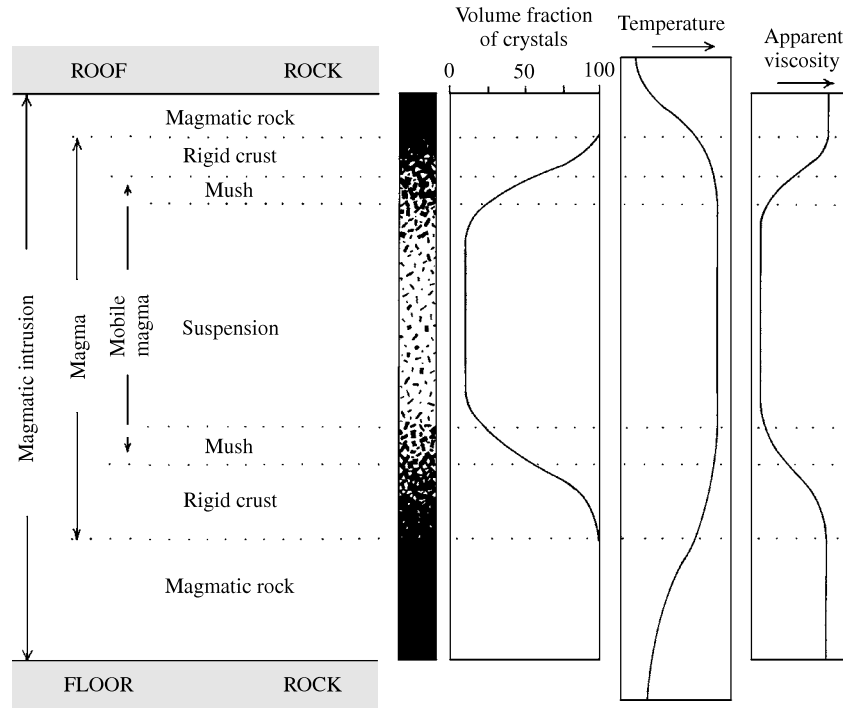 Volume fraction
of crystals
Temperature
Apparent
viscosity
0 50 100
ROOF ROCK
Magmatic rock
Rigid crust
Mush
Magmatic intrusion
Magma
Mobile
magma
Suspension
Mush
Rigid crust
Magmatic rock
FLOOR ROCK